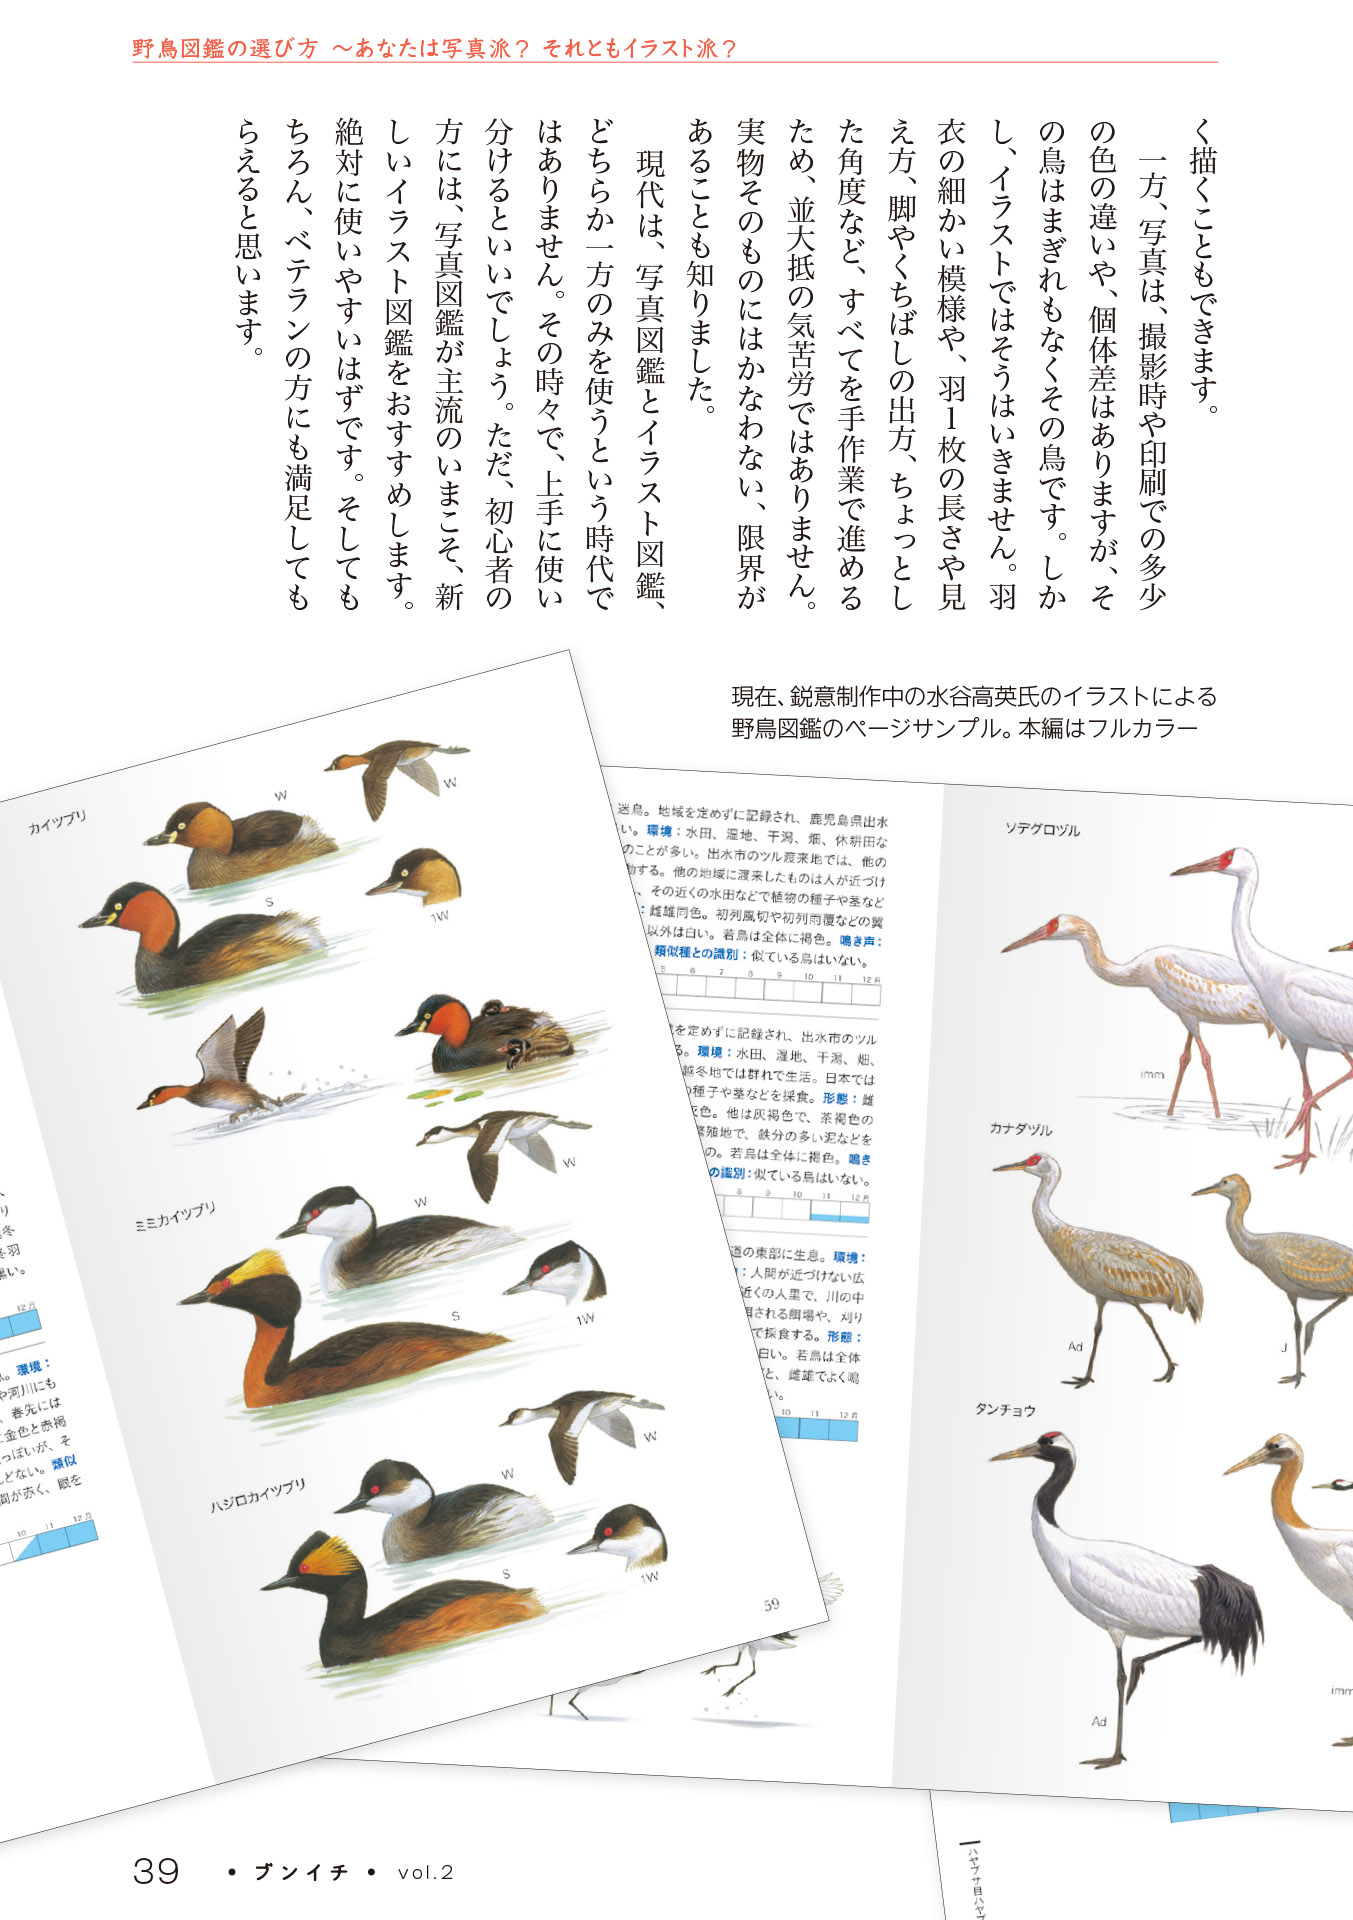 野鳥図鑑の選び方 ～あなたは写真派？ それともイラスト派？
く描くこともできます。
一方、写真は、撮影時や印刷での多少
の色の違いや、個体差はありますが、そ
の鳥はまぎれもなくその鳥です。しか
し、イラストではそうはいきません。羽
衣の細かい模様や、羽１枚の長さや見
え方、脚やくちばしの出方、ちょっとし
た角度など、すべてを手作業で進める
ため、並大抵の気苦労ではありません。
実物そのものにはかなわない、限界が
あることも知りました。
現代は、写真図鑑とイラスト図鑑、
どちらか一方のみを使うという時代で
はありません。その時々で、上手に使い
分けるといいでしょう。ただ、初心者の
方には、写真図鑑が主流のいまこそ、新
しいイラスト図鑑をおすすめします。
絶対に使いやすいはずです。そしても
ちろん、ベテランの方にも満足しても
らえると思います。
現在、鋭意制作中の水谷高英氏のイラストによる
野鳥図鑑のページサンプル。本編はフルカラー
カイツブリ
W
W
S
1W
W
ミミカイツブリ
W
S
1W
W
ハジロカイツブリ
W
S
1W
59
り
冬
冬羽
黒い。
12月
環境：
や河川にも
、春先には
金色と赤褐
っぽいが、そ
んどない。類似
間が赤く、眼を
10 11 12月
迷鳥。地域を定めずに記録され、鹿児島県出水
い。環境：水田、湿地、干潟、畑、休耕田な
のことが多い。出水市のツル渡来地では、他の
動する。他の地域に渡来したものは人が近づけ
、その近くの水田などで植物の種子や茎など
：雌雄同色。初列風切や初列雨覆などの翼
以外は白い。若鳥は全体に褐色。鳴き声：
類似種との識別：似ている鳥はいない。
5 6 7 8 9 10 11 12月
を定めずに記録され、出水市のツル
る。環境：水田、湿地、干潟、畑、
越冬地では群れで生活。日本では
の種子や茎などを採食。形態：雌
灰色。他は灰褐色で、茶褐色の
繁殖地で、鉄分の多い泥などを
の。若鳥は全体に褐色。鳴き
の識別：似ている鳥はいない。
8 9 10 11 12月
道の東部に生息。環境：
：人間が近づけない広
近くの人里で、川の中
餌される餌場や、刈り
で採食する。形態：
白い。若鳥は全体
と、雌雄でよく鳴
い。
10 11 12月
ソデグロヅル
imm
カナダヅル
Ad
J
タンチョウ
Ad
imm
ハヤブサ目ハヤブ
39 • ブンイチ • vol.2